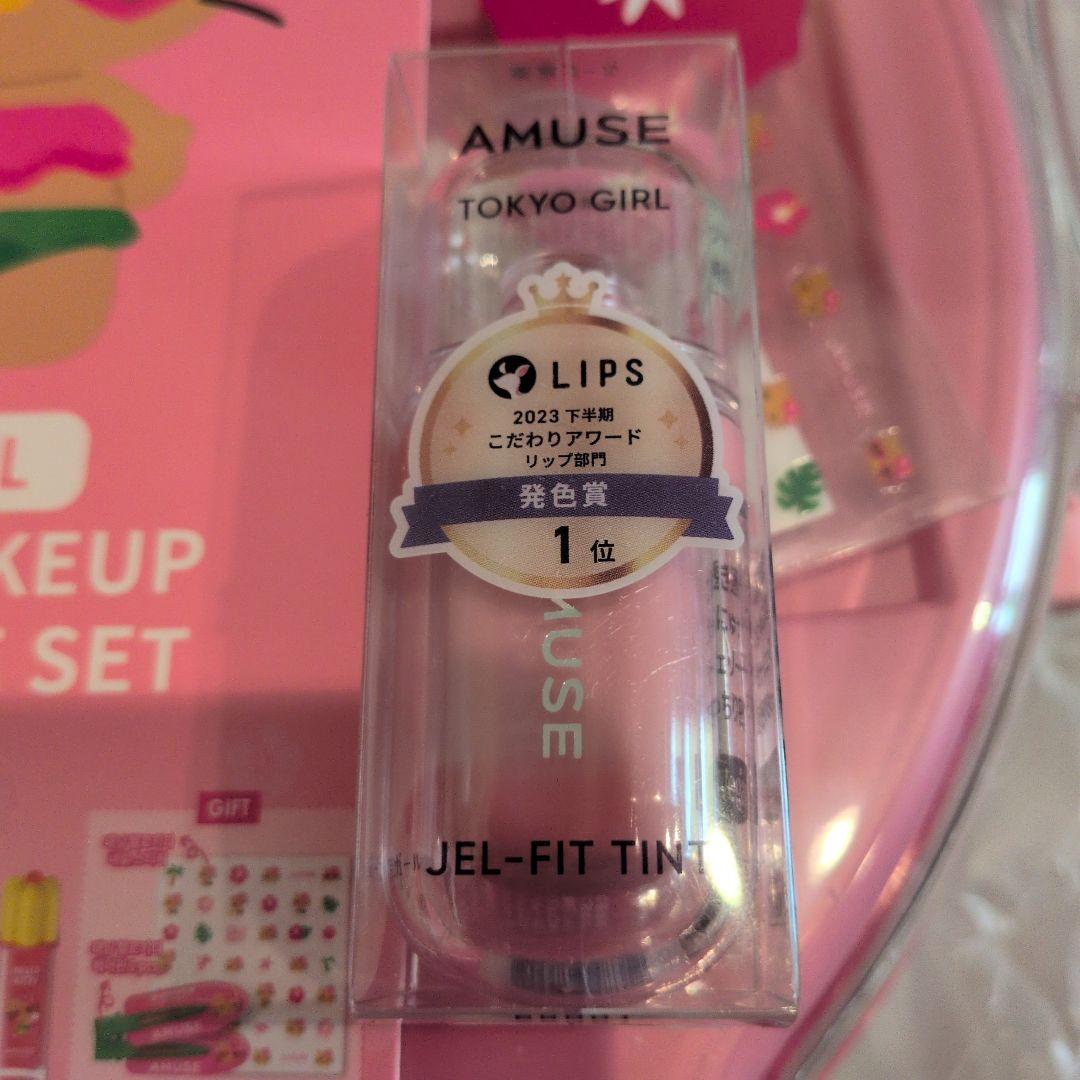 AMUSE
TOKYO GIRL
LIPS
2023 下半期
こだわりアワード
リップ部門
発色賞
1 位
MUSE
JEL-FIT TINT
L
KEUP
T SET
GIFT
AMUSE